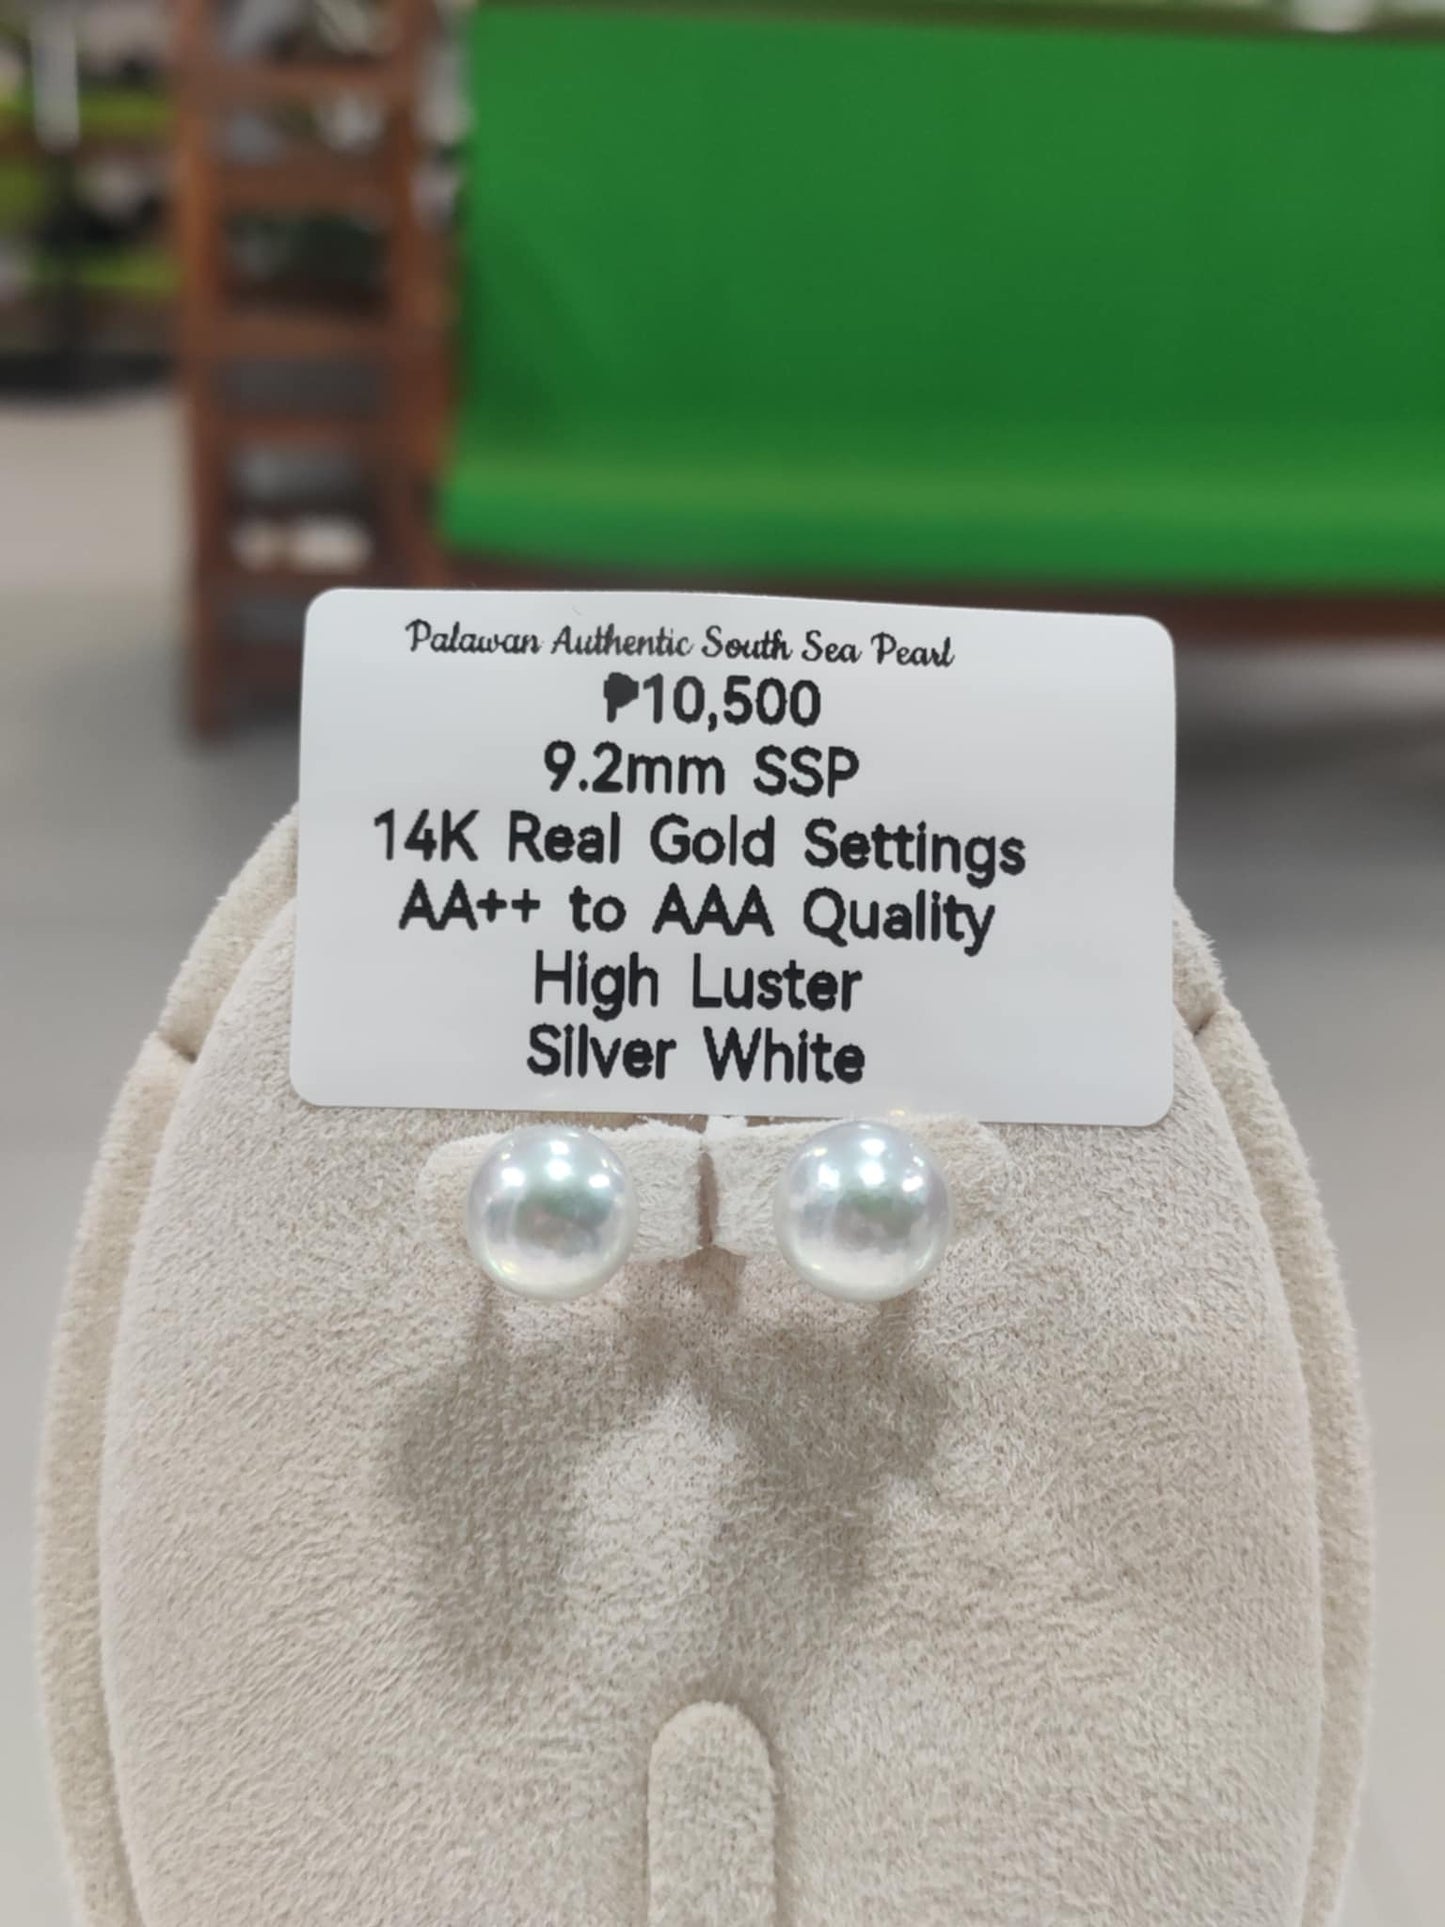 Palawan Authentic South Sea Pearl
₱10,500
9.2mm SSP
14K Real Gold Settings
AA++ to AAA Quality
High Luster
Silver White